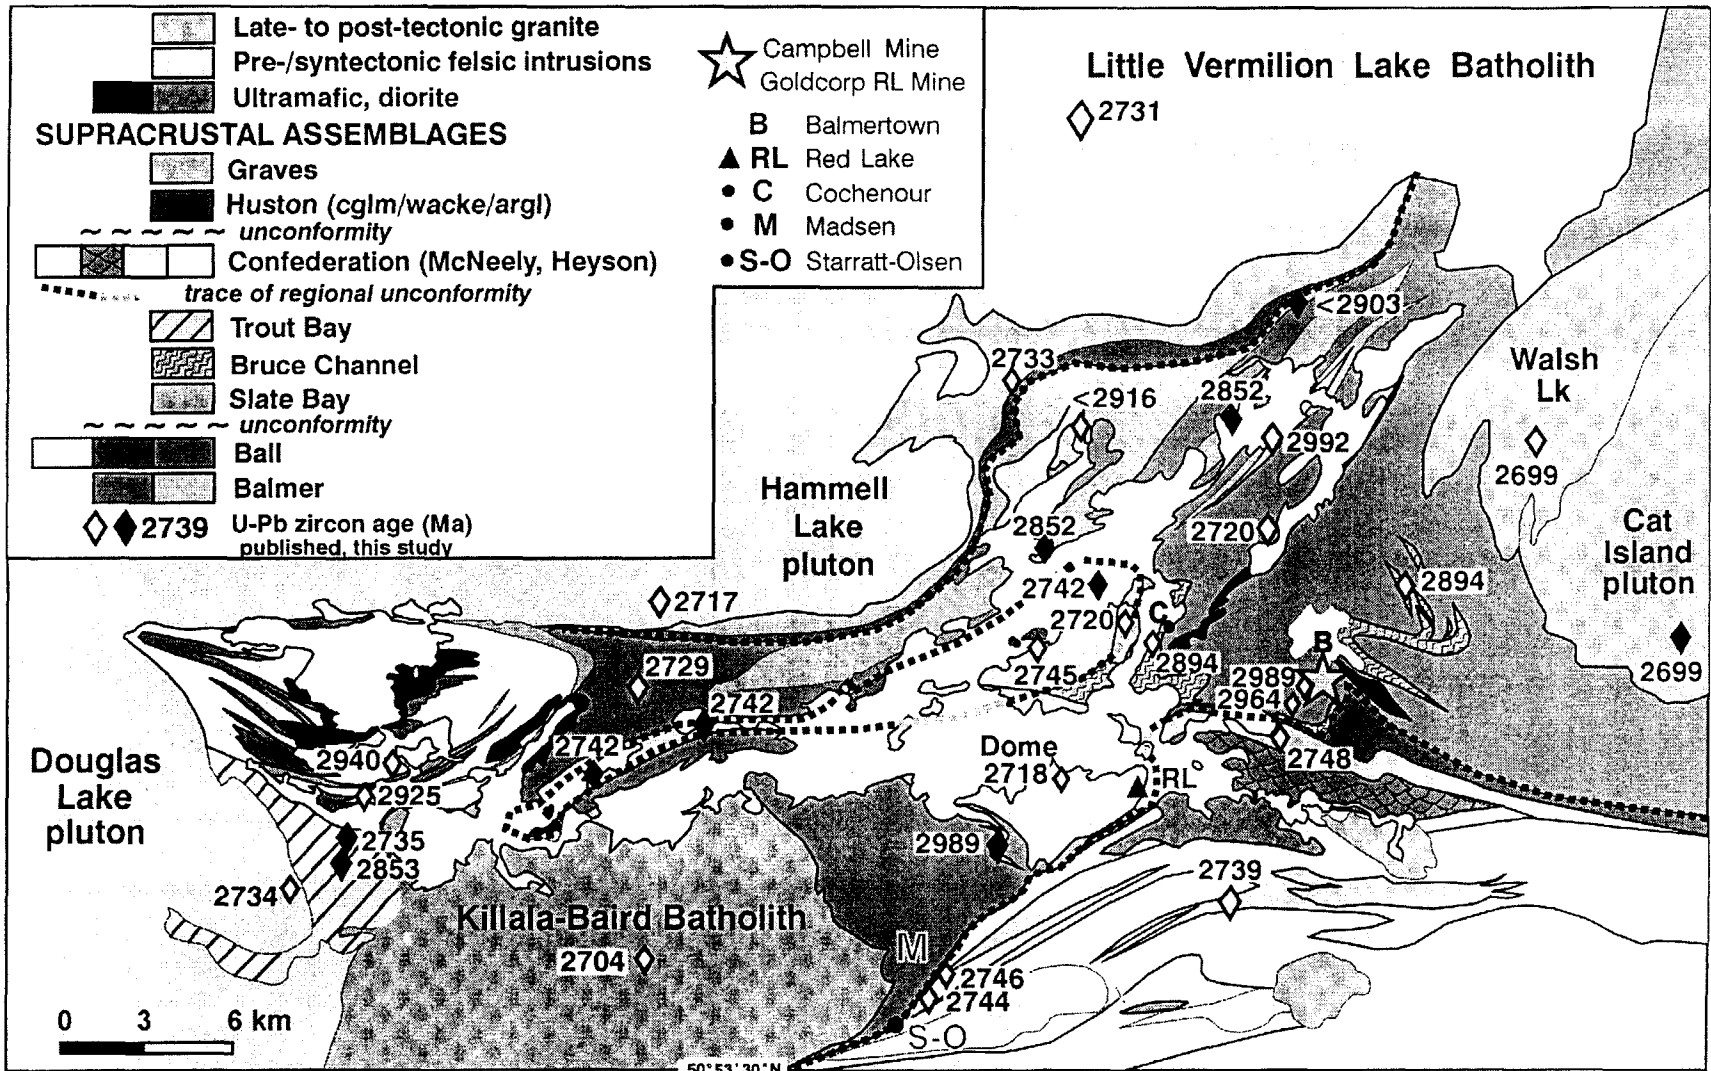 Late- to post-tectonic granite
Pre-/syntectonic felsic intrusions
Ultramafic, diorite
SUPRACRUSTAL ASSEMBLAGES
Graves
Huston (cglm/wacke/argl)
unconformity
Confederation (McNeely, Heyson)
trace of regional unconformity
Trout Bay
Bruce Channel
Slate Bay
unconformity
Ball
Balmer
2739 U-Pb zircon age (Ma)
published, this study
Campbell Mine
Goldcorp RL Mine
B Balmertown
RL Red Lake
C Cochenour
M Madsen
S-O Starratt-Olsen
Little Vermilion Lake Batholith
2731
<2903
2733
<2916
2852
2992
Walsh
Lk
2699
Hammell
Lake
pluton
2852
2720
Cat
Island
pluton
2894
2742
2717
2720
C
B
2699
2729
2745
2894
2989
2964
2742
2742
2748
Dome
2718
RL
Douglas
Lake
pluton
2940
2925
2735
2853
2989
2739
2734
Killala-Baird Batholith
2704
M
2746
2744
S-O
0 3 6 km
50°53'30"N